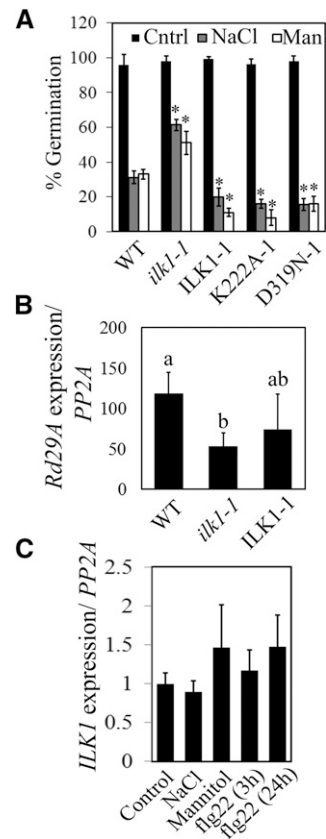 A
Cntrl NaCl Man
% Germination
120
100
80
60
40
20
0
* * * * * * * *
WT
ilk1-1
ILK1-1
K222A-1
D319N-1
B
Rd29A expression/
PP2A
200
150
100
50
0
a
b
ab
WT
ilk1-1
ILK1-1
C
ILK1 expression/ PP2A
2.5
2
1.5
1
0.5
0
Control
NaCl
Mannitol
flg22 (3h)
flg22 (24h)